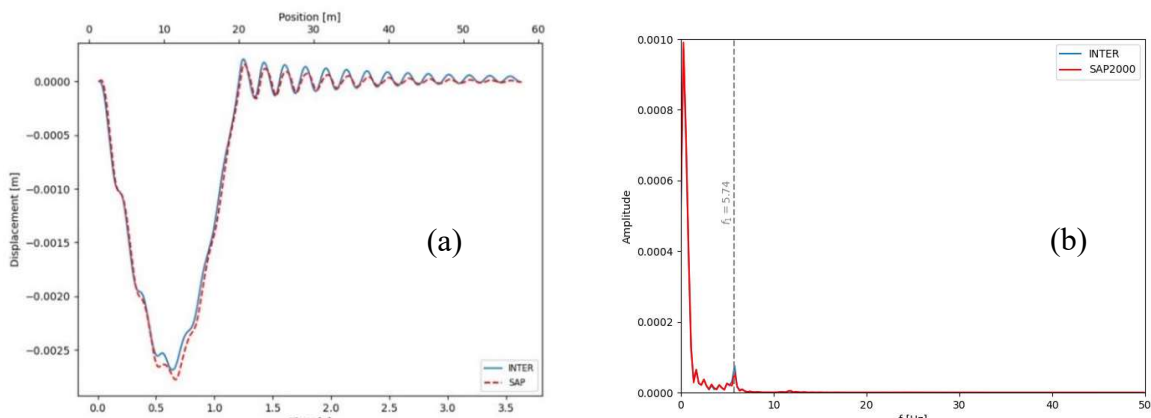 Position [m]
0 10 20 30 40 50 60
0.0000
−0.0005
−0.0010
−0.0015
−0.0020
−0.0025
Displacement [m]
(a)
INTER
SAP
0.0 0.5 1.0 1.5 2.0 2.5 3.0 3.5
0.0010
0.0008
0.0006
0.0004
0.0002
0.0000
Amplitude
f₁ = 5.74
INTER
SAP2000
(b)
0 10 20 30 40 50
f [Hz]